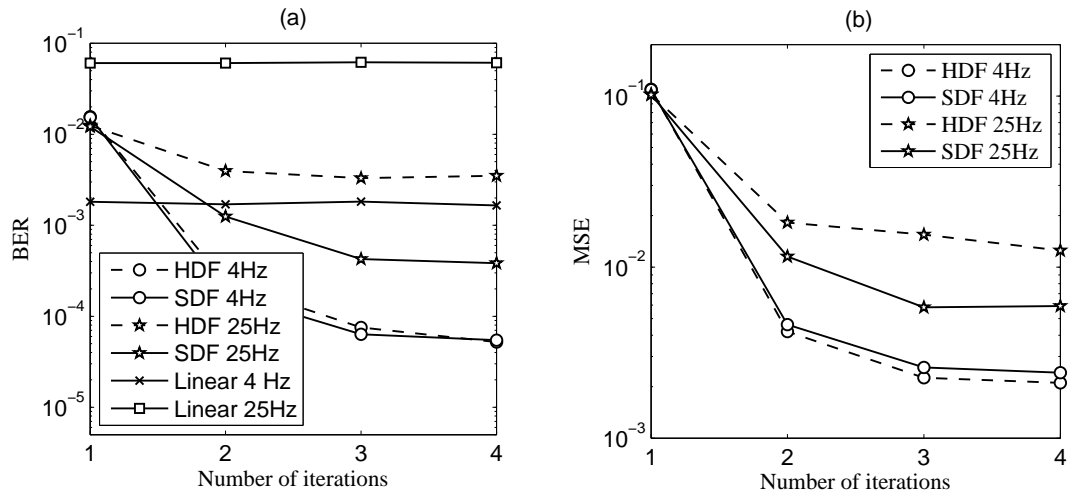 (a)
10^-1
10^-2
10^-3
10^-4
10^-5
BER
HDF 4Hz
SDF 4Hz
HDF 25Hz
SDF 25Hz
Linear 4 Hz
Linear 25Hz
1 2 3 4
Number of iterations
(b)
10^-1
10^-2
10^-3
MSE
HDF 4Hz
SDF 4Hz
HDF 25Hz
SDF 25Hz
1 2 3 4
Number of iterations